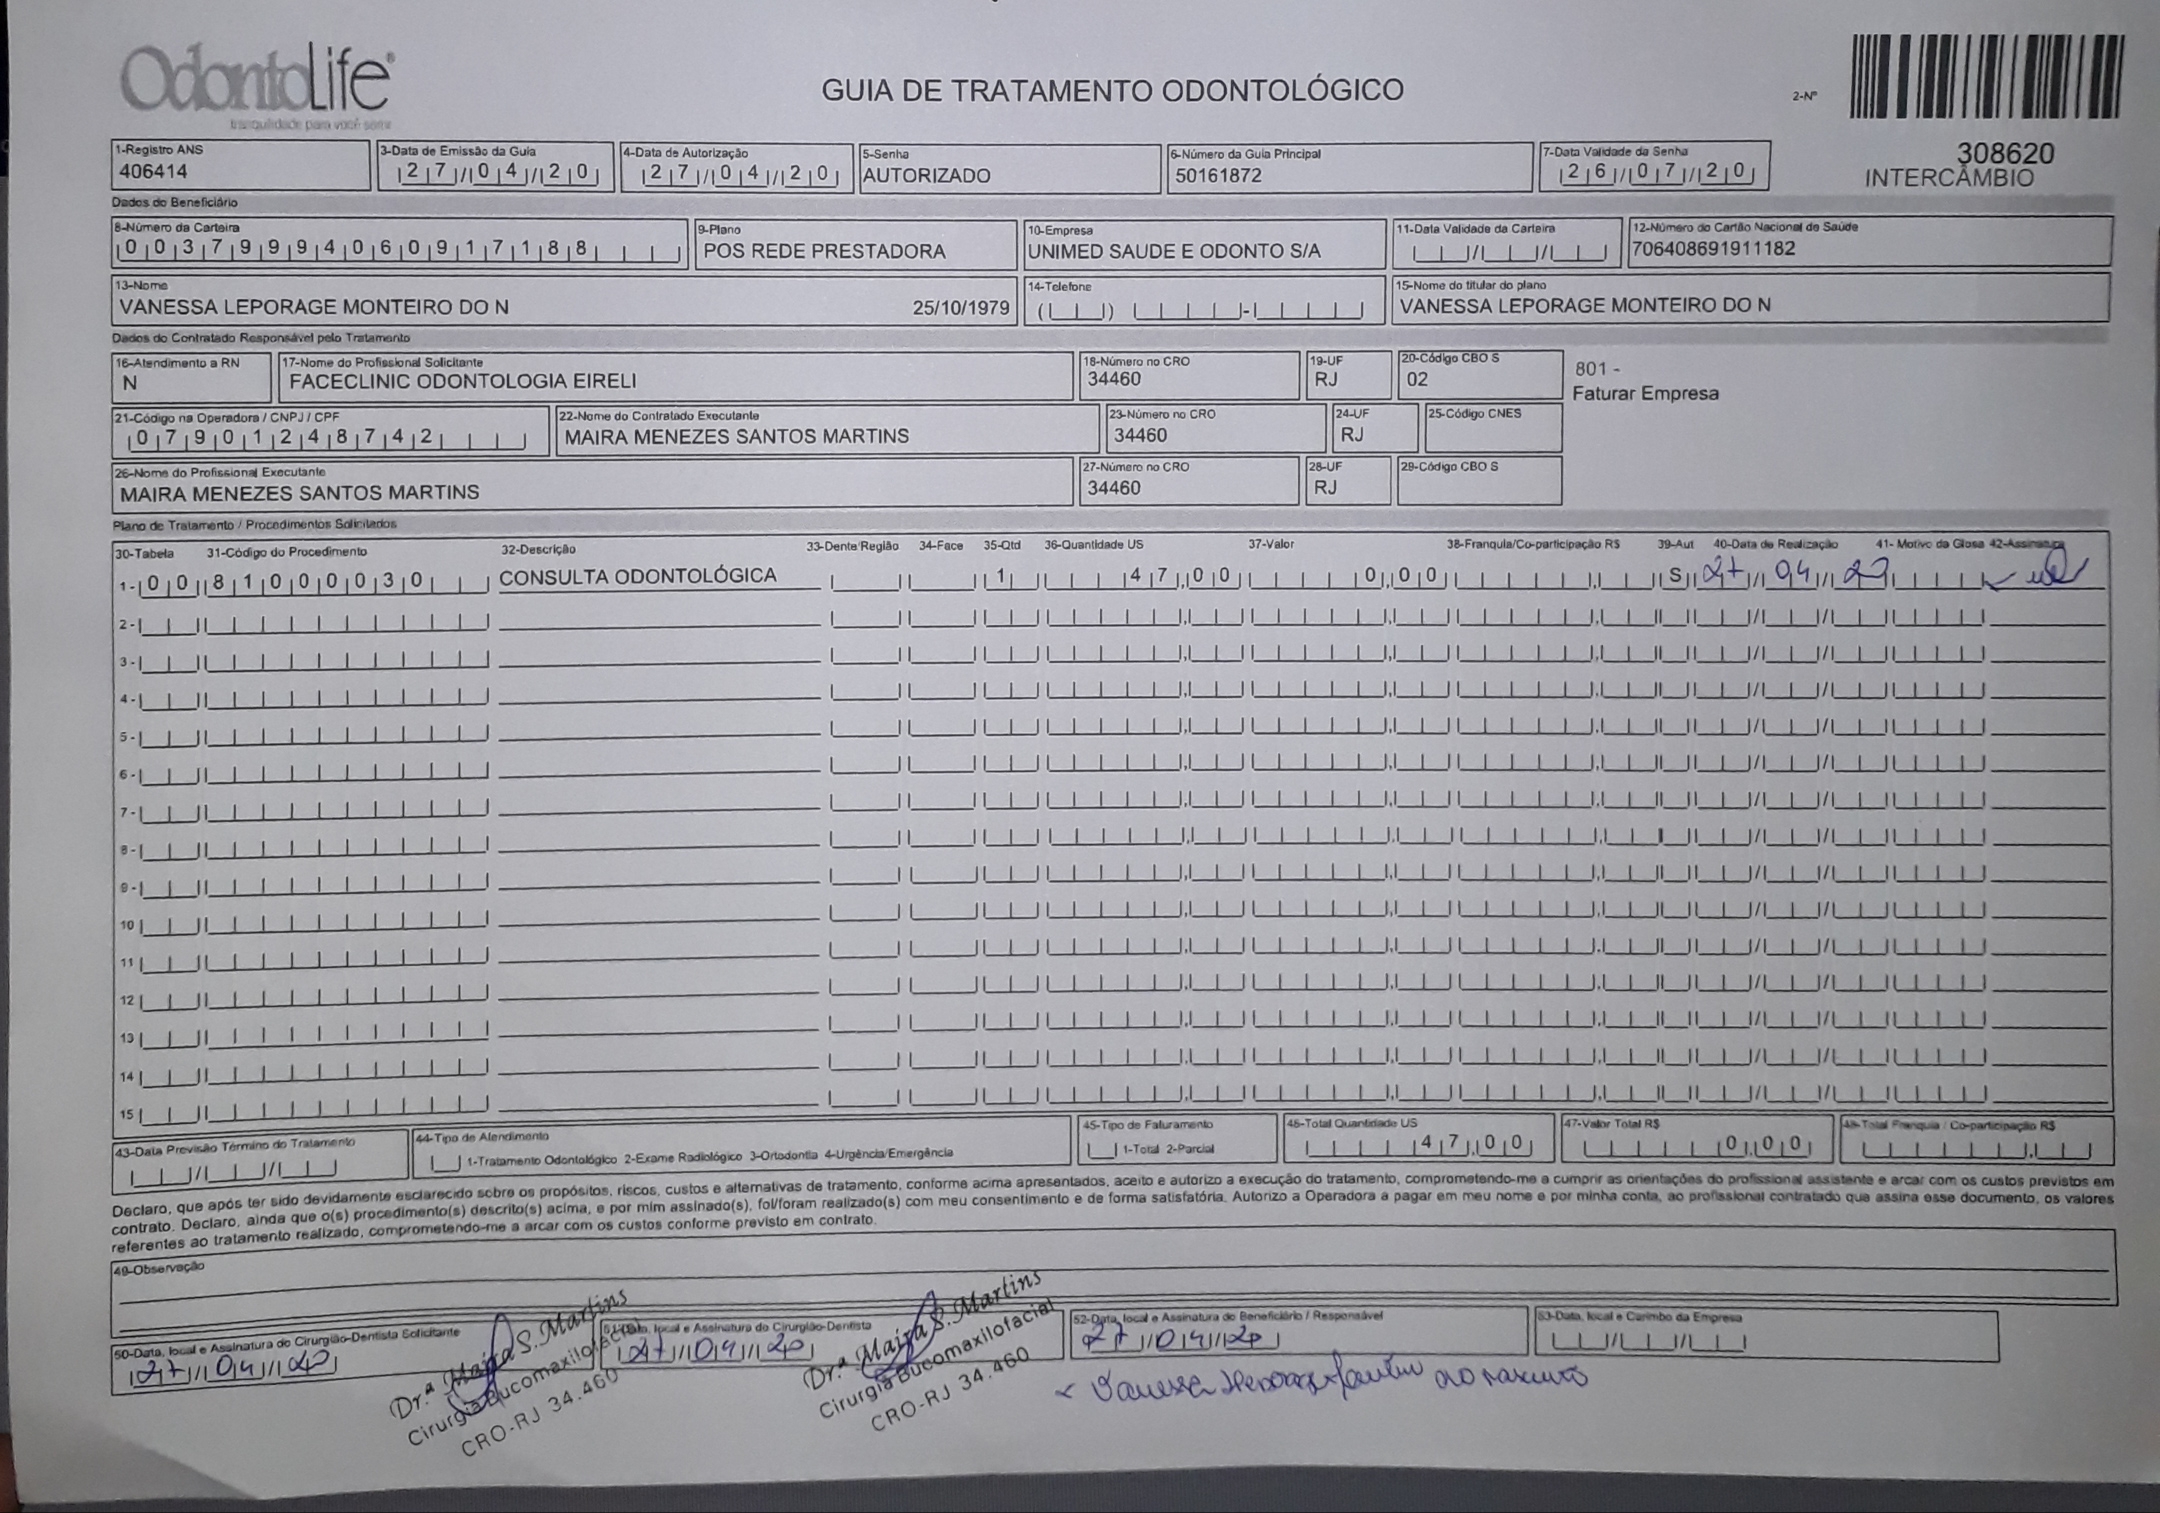 OdontoLife®
tranquilidade para você sorrir
GUIA DE TRATAMENTO ODONTOLÓGICO
2-Nº
308620
INTERCÂMBIO
1-Registro ANS
406414
3-Data de Emissão da Guia
27/04/20
4-Data de Autorização
27/04/20
5-Senha
AUTORIZADO
6-Número da Guia Principal
50161872
7-Data Validade da Senha
26/07/20
Dados do Beneficiário
8-Número da Carteira
00379994060917188
9-Plano
POS REDE PRESTADORA
10-Empresa
UNIMED SAUDE E ODONTO S/A
11-Data Validade da Carteira
12-Número do Cartão Nacional de Saúde
706408691911182
13-Nome
VANESSA LEPORAGE MONTEIRO DO N 25/10/1979
14-Telefone
15-Nome do titular do plano
VANESSA LEPORAGE MONTEIRO DO N
Dados do Contratado Responsável pelo Tratamento
16-Atendimento a RN
N
17-Nome do Profissional Solicitante
FACECLINIC ODONTOLOGIA EIRELI
18-Número no CRO
34460
19-UF
RJ
20-Código CBO S
02
801 -
Faturar Empresa
21-Código na Operadora / CNPJ / CPF
07901248742
22-Nome do Contratado Executante
MAIRA MENEZES SANTOS MARTINS
23-Número no CRO
34460
24-UF
RJ
25-Código CNES
26-Nome do Profissional Executante
MAIRA MENEZES SANTOS MARTINS
27-Número no CRO
34460
28-UF
RJ
29-Código CBO S
Plano de Tratamento / Procedimentos Solicitados
30-Tabela 31-Código do Procedimento 32-Descrição 33-Dente/Região 34-Face 35-Qtd 36-Quantidade US 37-Valor 38-Franquia/Co-participação R$ 39-Aut 40-Data de Realização 41- Motivo da Glosa 42-Assinatura
1- 00 81000030 CONSULTA ODONTOLÓGICA 1 47,00 0,00 S 27/04/20
2-
3-
4-
5-
6-
7-
8-
9-
10
11
12
13
14
15
43-Data Previsão Término do Tratamento
44-Tipo de Atendimento
1-Tratamento Odontológico 2-Exame Radiológico 3-Ortodontia 4-Urgência/Emergência
45-Tipo de Faturamento
1-Total 2-Parcial
46-Total Quantidade US
47,00
47-Valor Total R$
0,00
48-Total Franquia / Co-participação R$
Declaro, que após ter sido devidamente esclarecido sobre os propósitos, riscos, custos e alternativas de tratamento, conforme acima apresentados, aceito e autorizo a execução do tratamento, comprometendo-me a cumprir as orientações do profissional assistente e arcar com os custos previstos em
contrato. Declaro, ainda que o(s) procedimento(s) descrito(s) acima, e por mim assinado(s), foi/foram realizado(s) com meu consentimento e de forma satisfatória. Autorizo a Operadora a pagar em meu nome e por minha conta, ao profissional contratado que assina esse documento, os valores
referentes ao tratamento realizado, comprometendo-me a arcar com os custos conforme previsto em contrato.
49-Observação
50-Data, local e Assinatura do Cirurgião-Dentista Solicitante
27/04/20
Dr.ª Maira S. Martins
Cirurgia Bucomaxilofacial
CRO-RJ 34.460
51-Data, local e Assinatura do Cirurgião-Dentista
27/04/20
Dr.ª Maira S. Martins
Cirurgia Bucomaxilofacial
CRO-RJ 34.460
52-Data, local e Assinatura do Beneficiário / Responsável
27/04/20
Vanessa
53-Data, local e Carimbo da Empresa